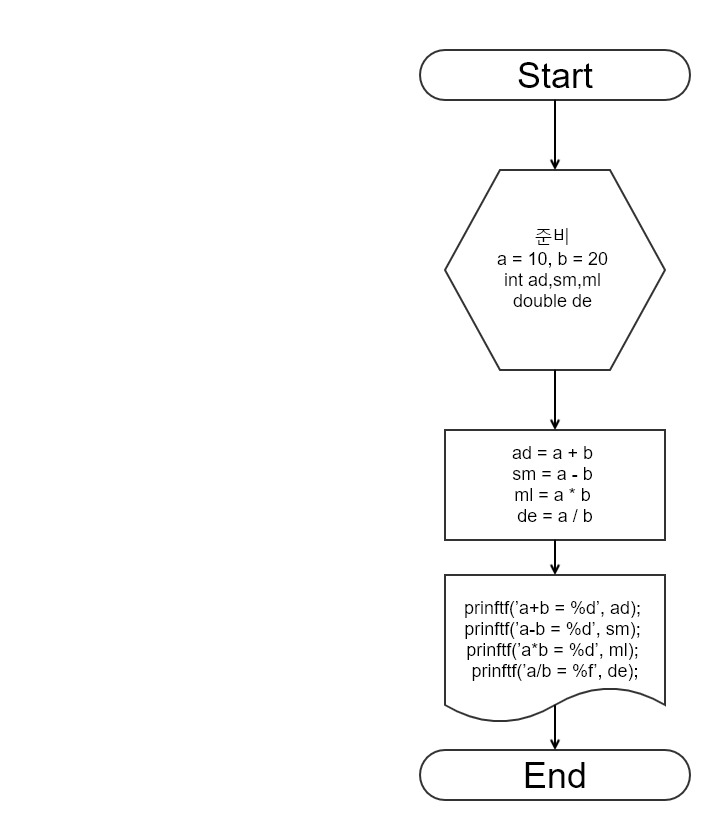 Start
준비
a = 10, b = 20
int ad,sm,ml
double de
ad = a + b
sm = a - b
ml = a * b
de = a / b
prinftf('a+b = %d', ad);
prinftf('a-b = %d', sm);
prinftf('a*b = %d', ml);
prinftf('a/b = %f', de);
End